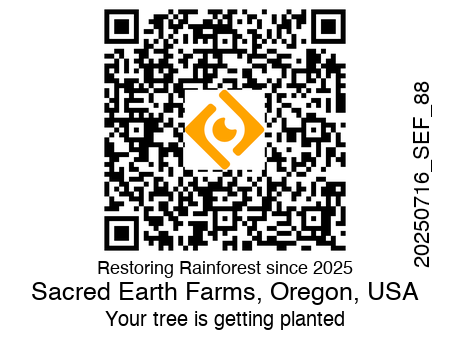 Restoring Rainforest since 2025
Sacred Earth Farms, Oregon, USA
Your tree is getting planted
20250716_SEF_88